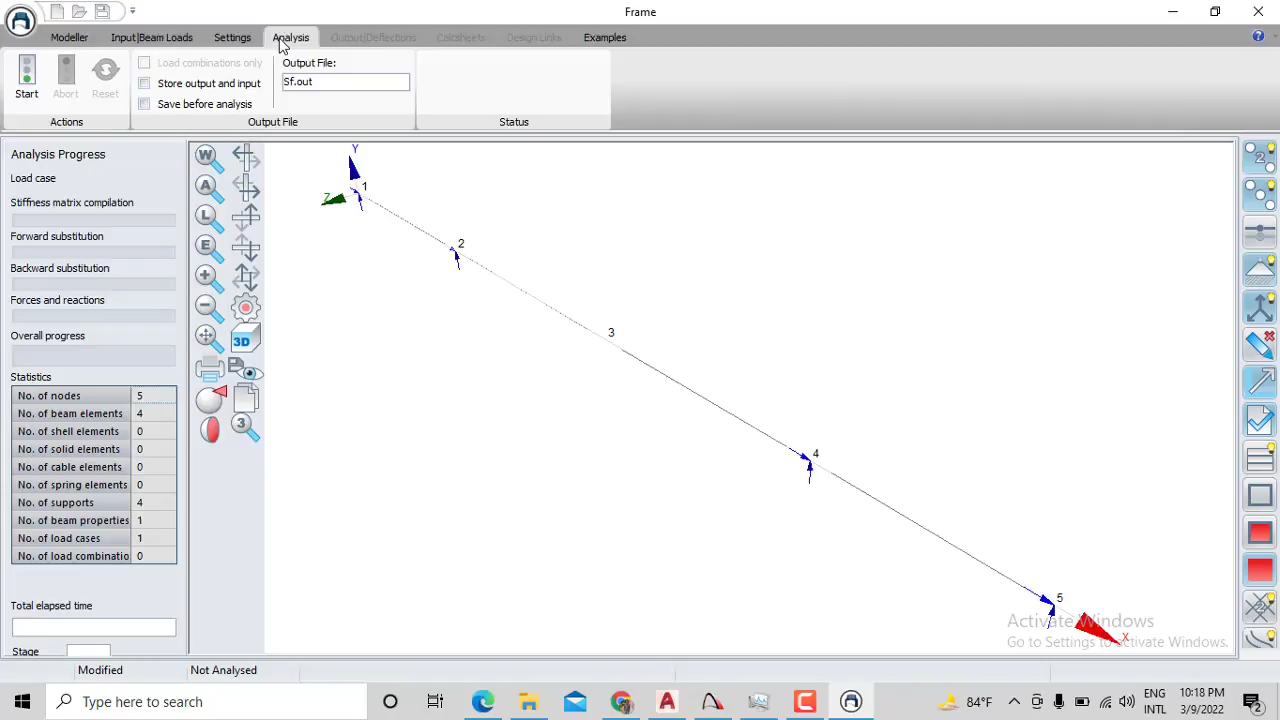 Frame
Modeller
Input|Beam Loads
Settings
Analysis
Output|Deflections
Calcsheets
Design Links
Examples
Load combinations only
Output File:
Store output and input
Sf.out
Start
Abort
Reset
Save before analysis
Actions
Output File
Status
Analysis Progress
Load case
Stiffness matrix compilation
Forward substitution
Backward substitution
Forces and reactions
Overall progress
Statistics
No. of nodes 5
No. of beam elements 4
No. of shell elements 0
No. of solid elements 0
No. of cable elements 0
No. of spring elements 0
No. of supports 4
No. of beam properties 1
No. of load cases 1
No. of load combinatio 0
Total elapsed time
Stage
W
A
L
E
3D
3
Y
Z
1
2
3
4
5
X
2
Activate Windows
Go to Settings to activate Windows.
Modified
Not Analysed
Type here to search
84°F
ENG
INTL
10:18 PM
3/9/2022
2